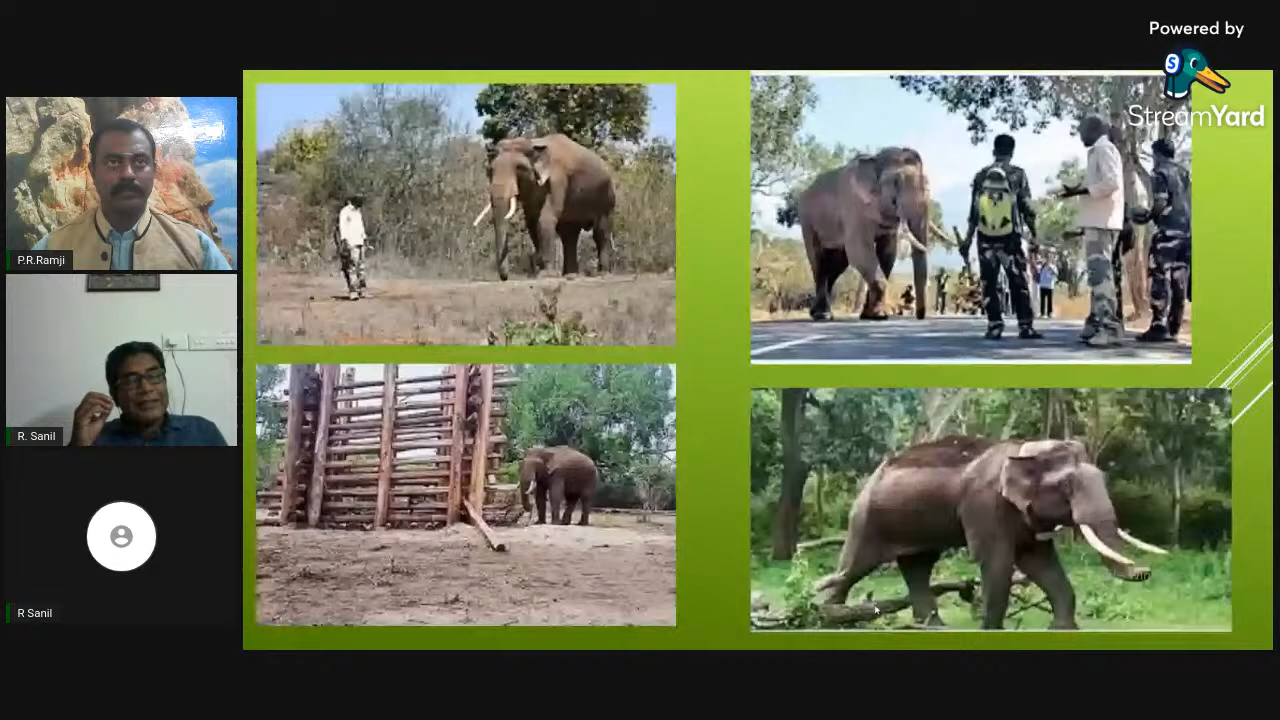 Powered by
StreamYard
P.R.Ramji
R. Sanil
R Sanil